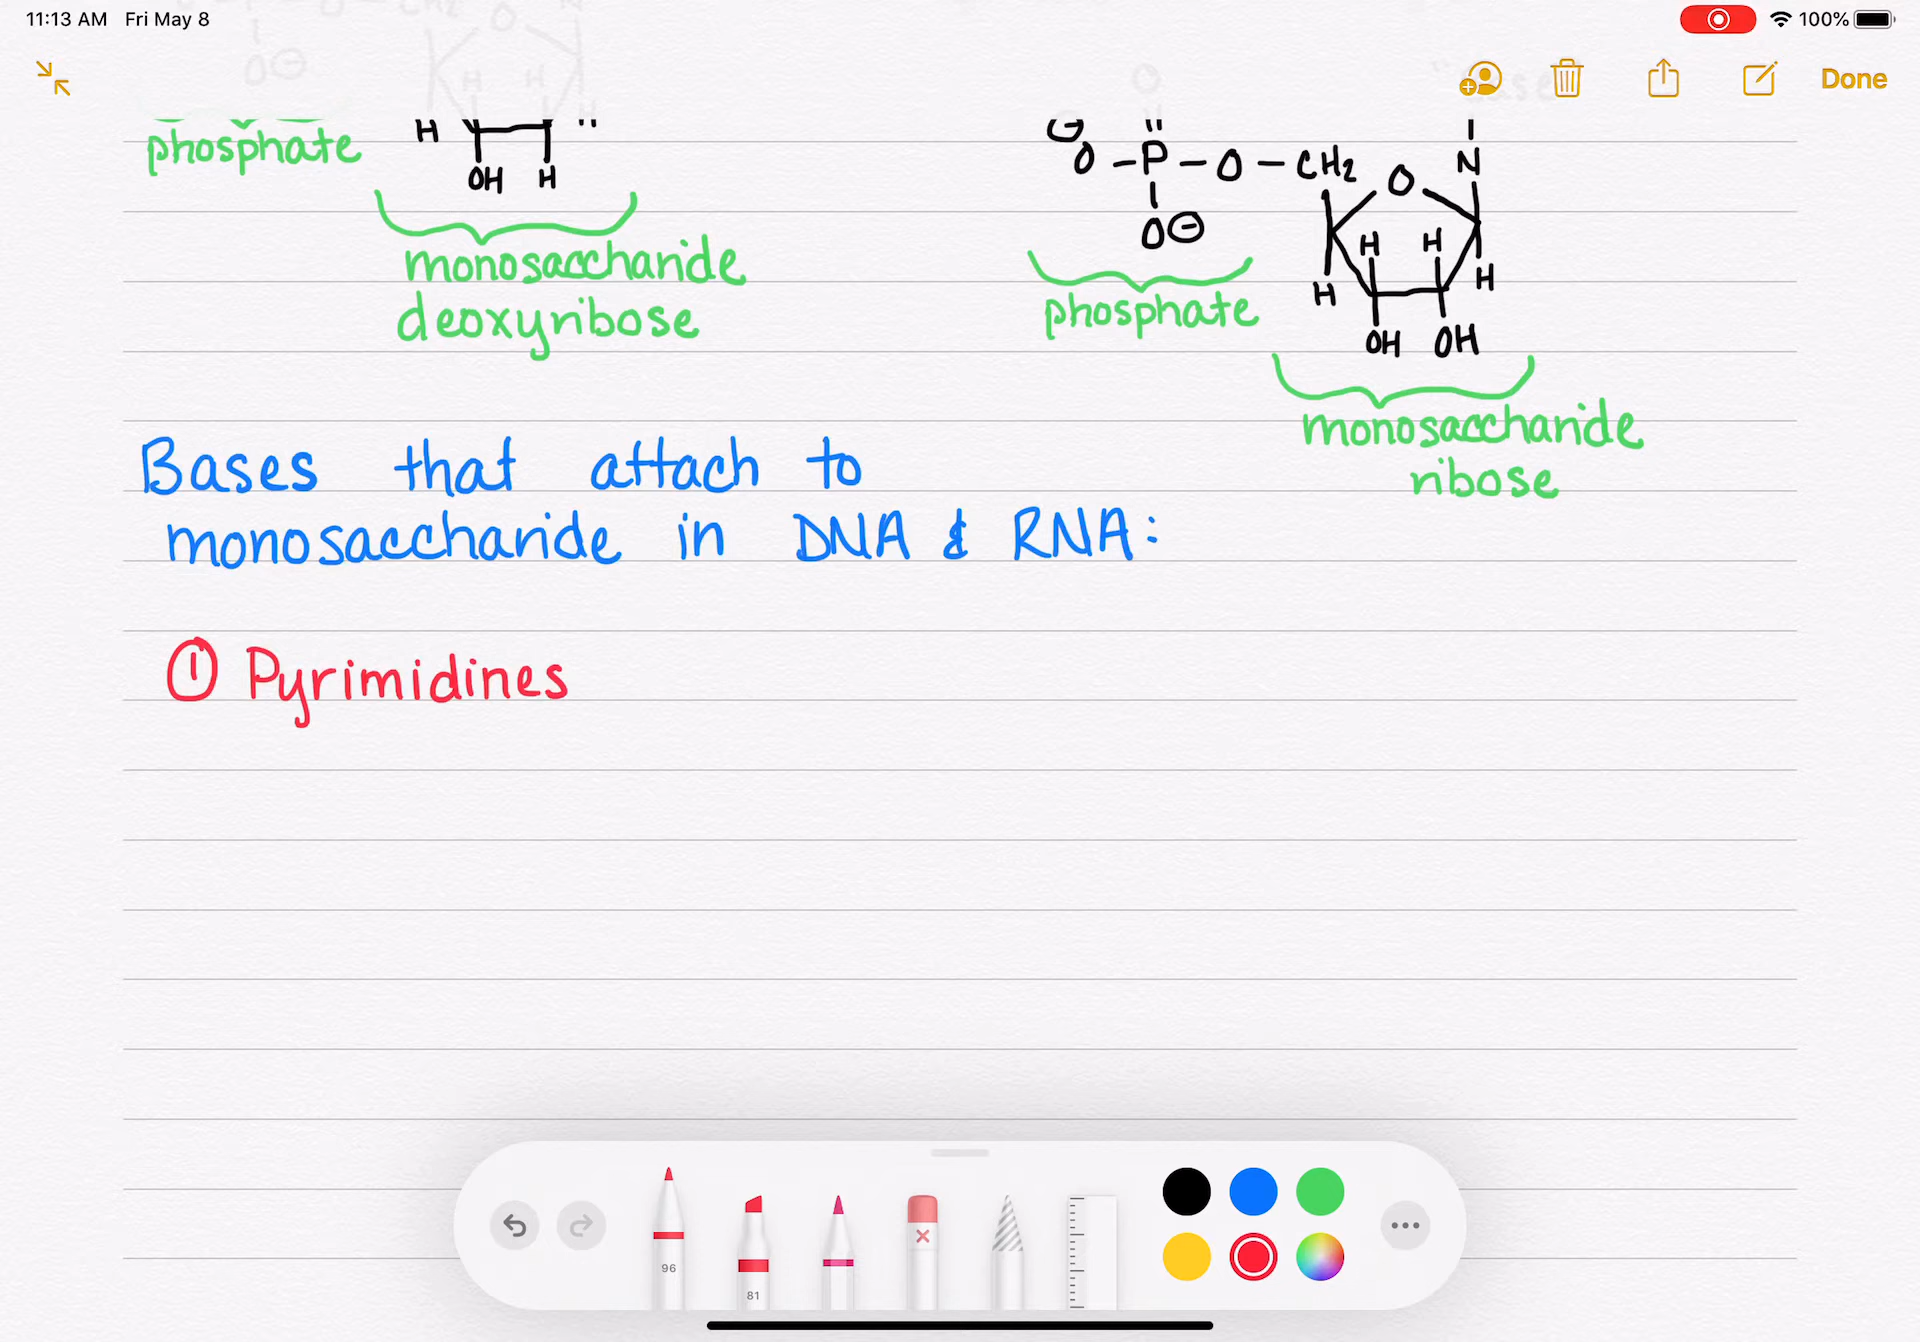 11:13 AM Fri May 8
100%
Done
phosphate
H
OH H
monosaccharide
deoxyribose
⊖
O - P - O - CH2 O N
O⊖
H H
H H
OH OH
phosphate
monosaccharide
ribose
Bases that attach to
monosaccharide in DNA & RNA:
① Pyrimidines
96
81